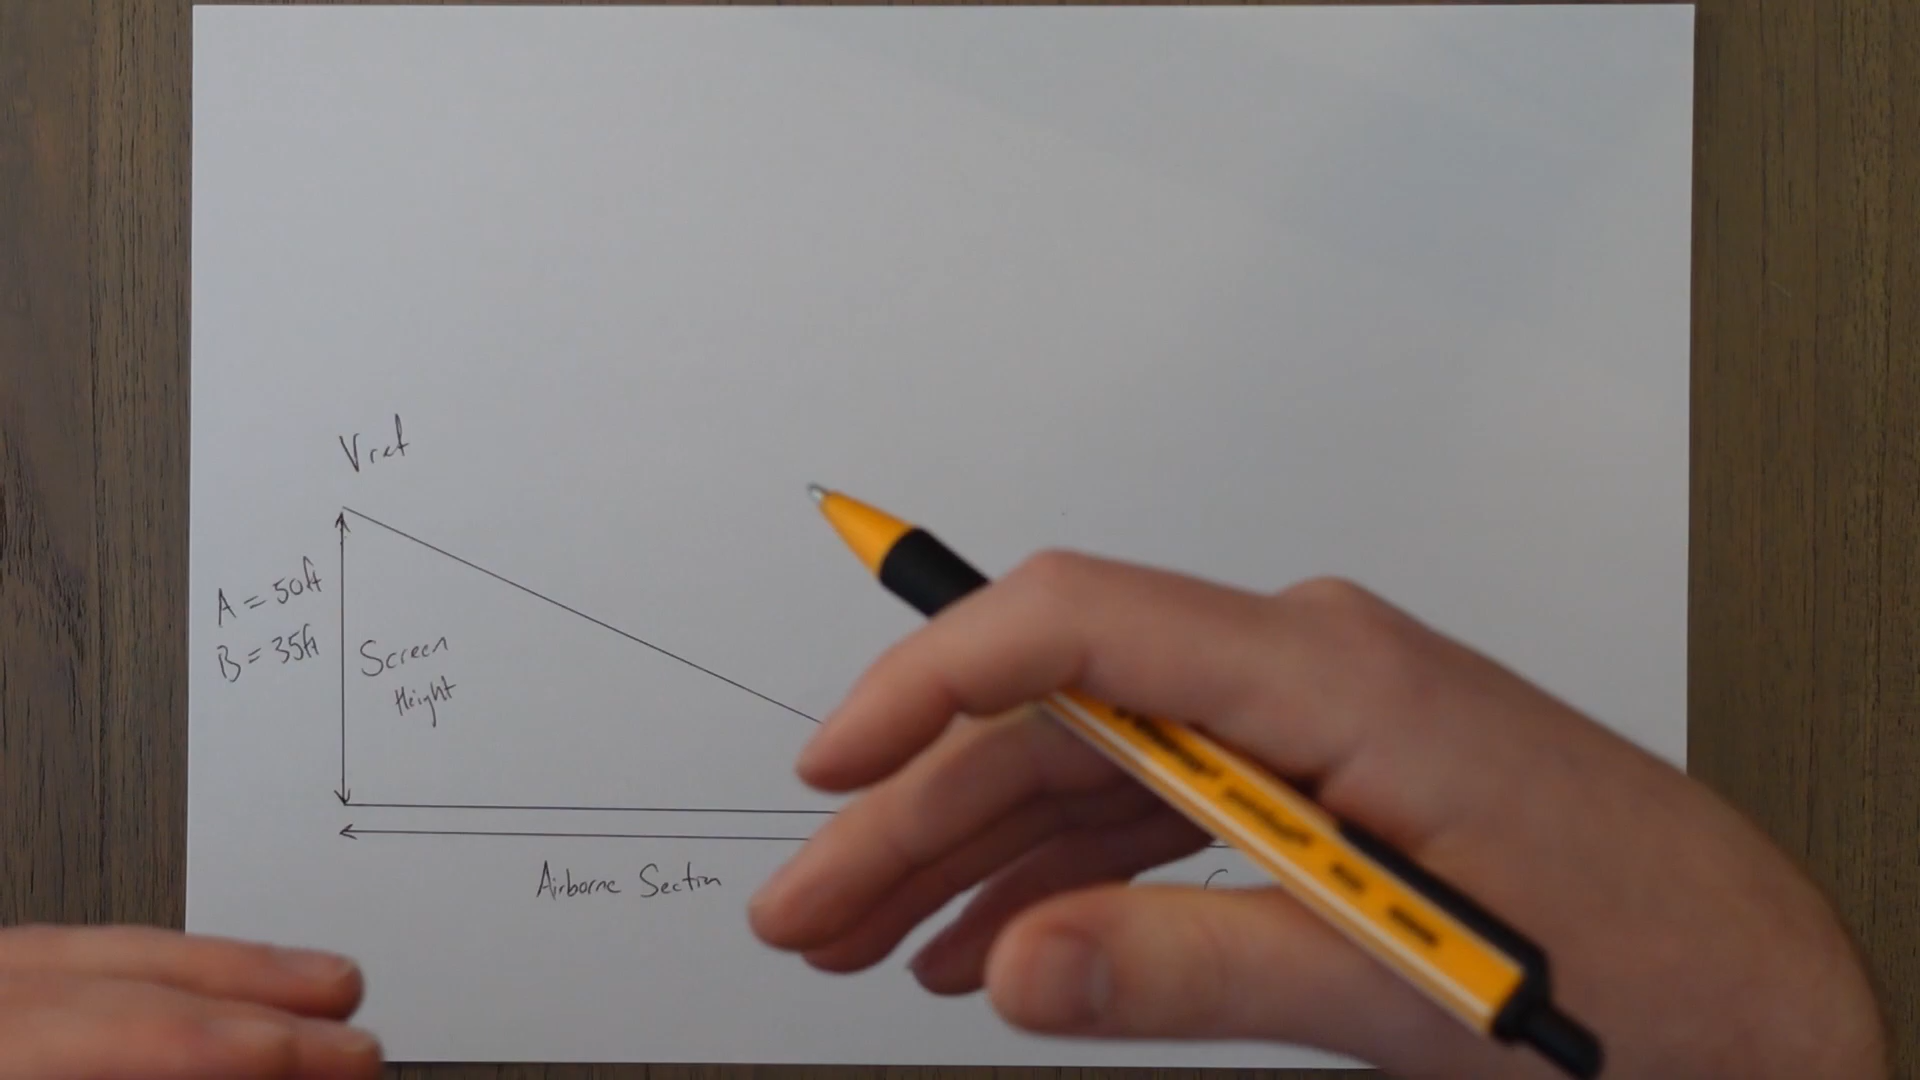 Vref
A = 50ft
B = 35ft
Screen
Height
Airborne Section